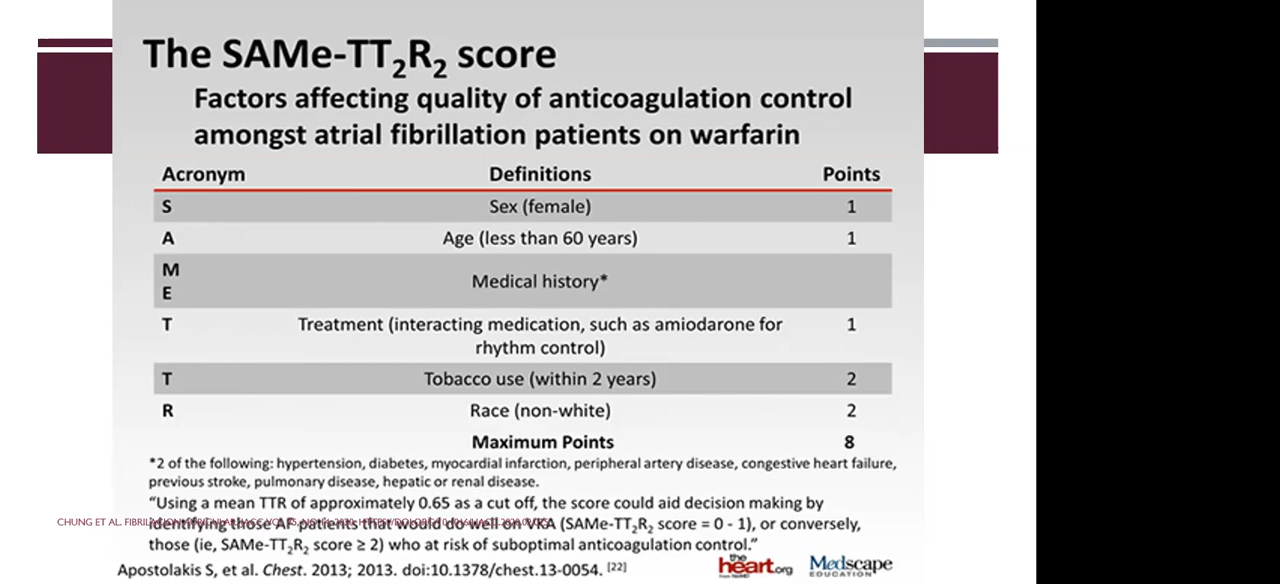 The SAMe-TT₂R₂ score
Factors affecting quality of anticoagulation control
amongst atrial fibrillation patients on warfarin
Acronym Definitions Points
S Sex (female) 1
A Age (less than 60 years) 1
M
E Medical history*
T Treatment (interacting medication, such as amiodarone for 1
rhythm control)
T Tobacco use (within 2 years) 2
R Race (non-white) 2
Maximum Points 8
*2 of the following: hypertension, diabetes, myocardial infarction, peripheral artery disease, congestive heart failure,
previous stroke, pulmonary disease, hepatic or renal disease.
“Using a mean TTR of approximately 0.65 as a cut off, the score could aid decision making by
identifying those AF patients that would do well on VKA (SAMe-TT₂R₂ score = 0 - 1), or conversely,
those (ie, SAMe-TT₂R₂ score ≥ 2) who at risk of suboptimal anticoagulation control.”
CHUNG ET AL. 
Apostolakis S, et al. Chest. 2013; 2013. doi:10.1378/chest.13-0054. [22]
theheart.org
Medscape
EDUCATION